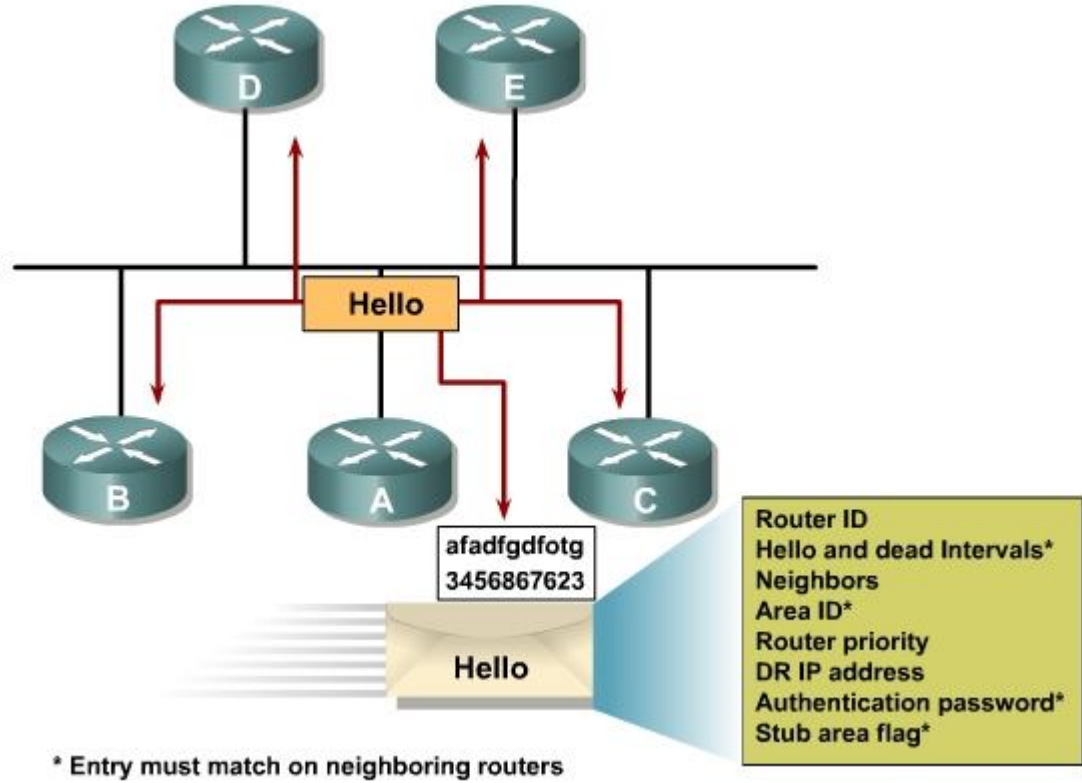 D
E
Hello
B
A
C
afadfgdfotg
3456867623
Hello
Router ID
Hello and dead Intervals*
Neighbors
Area ID*
Router priority
DR IP address
Authentication password*
Stub area flag*
* Entry must match on neighboring routers